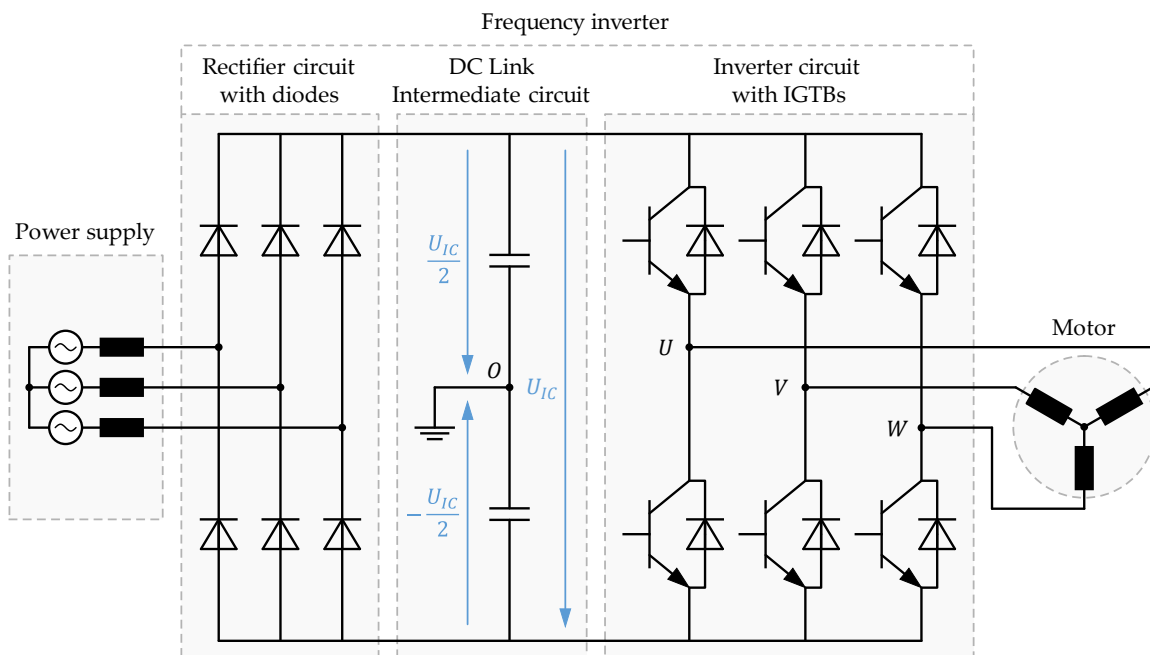 Frequency inverter
Rectifier circuit
with diodes
DC Link
Intermediate circuit
Inverter circuit
with IGTBs
Power supply
U_IC
2
O
U_IC
U
V
W
Motor
−U_IC
2